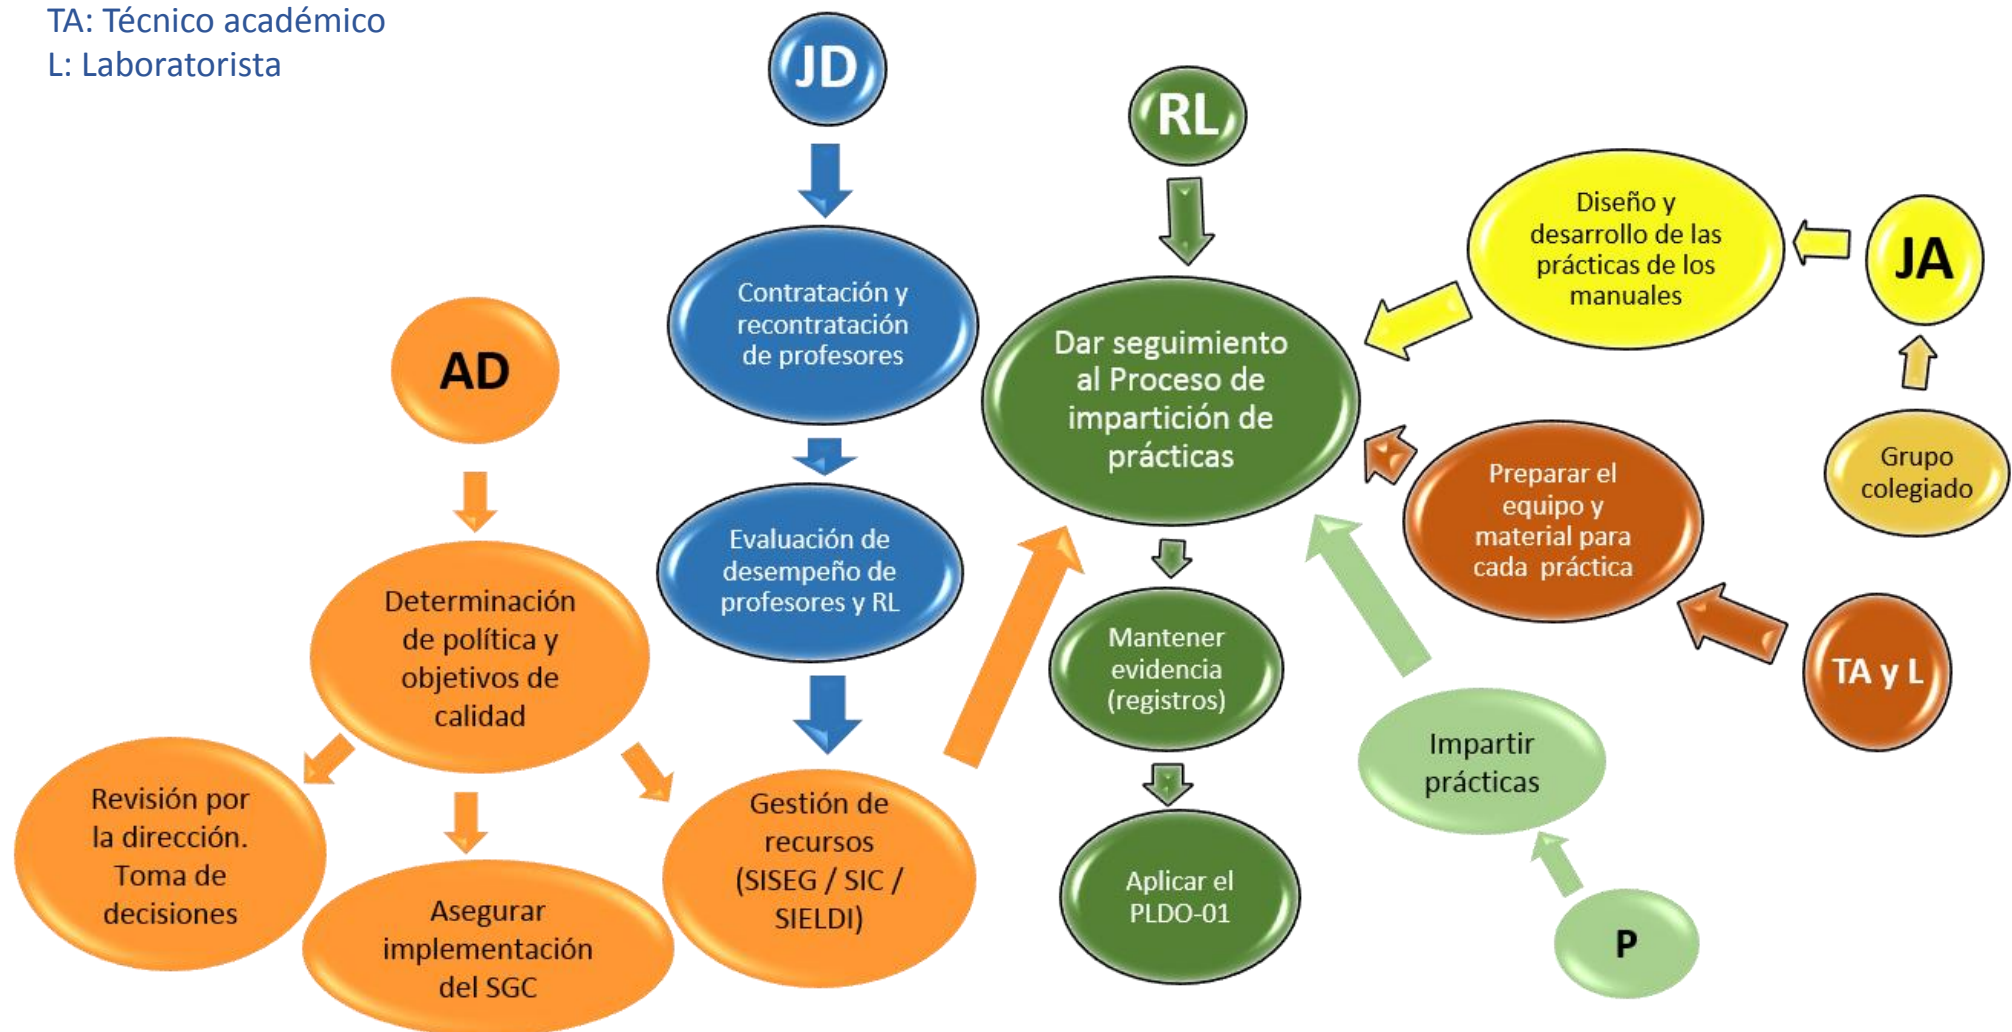 TA: Técnico académico
L: Laboratorista
JD
RL
Contratación y
recontratación
de profesores
Evaluación de
desempeño de
profesores y RL
AD
Determinación
de política y
objetivos de
calidad
Revisión por
la dirección.
Toma de
decisiones
Asegurar
implementación
del SGC
Gestión de
recursos
(SISEG / SIC /
SIELDI)
Dar seguimiento
al Proceso de
impartición de
prácticas
Mantener
evidencia
(registros)
Aplicar el
PLDO-01
Diseño y
desarrollo de las
prácticas de los
manuales
JA
Grupo
colegiado
Preparar el
equipo y
material para
cada práctica
TA y L
Impartir
prácticas
P